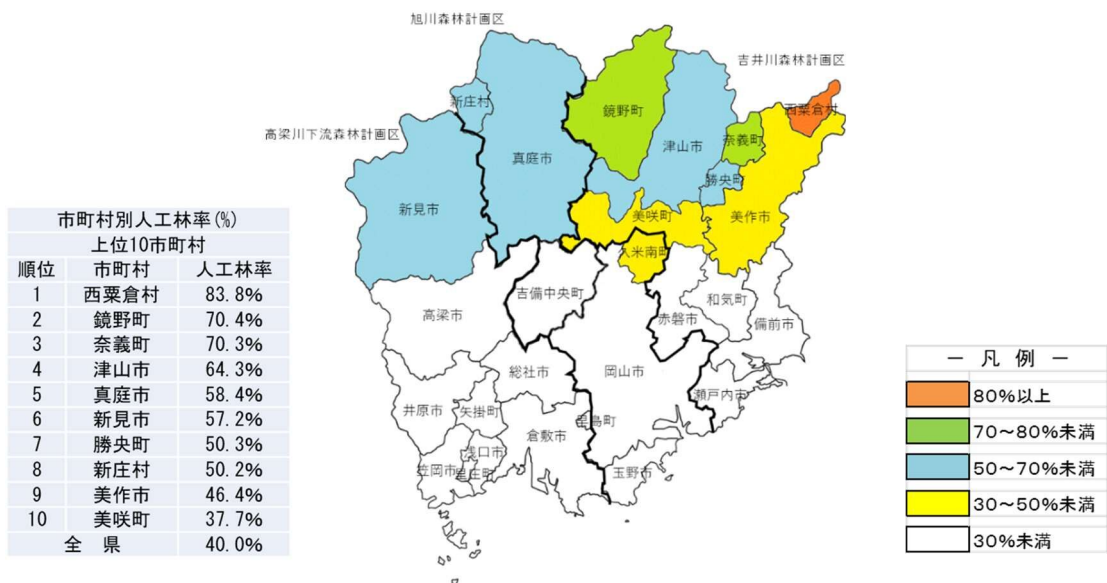 旭川森林計画区
吉井川森林計画区
新庄村
鏡野町
西粟倉村
高梁川下流森林計画区
真庭市
津山市
奈義町
勝央町
新見市
美咲町
美作市
久米南町
吉備中央町
和気町
高梁市
赤磐市
備前市
総社市
岡山市
瀬戸内市
井原市
矢掛町
早島町
倉敷市
浅口市
笠岡市
里庄町
玉野市
市町村別人工林率(%)
上位10市町村
順位 市町村 人工林率
1 西粟倉村 83.8%
2 鏡野町 70.4%
3 奈義町 70.3%
4 津山市 64.3%
5 真庭市 58.4%
6 新見市 57.2%
7 勝央町 50.3%
8 新庄村 50.2%
9 美作市 46.4%
10 美咲町 37.7%
全 県 40.0%
― 凡 例 ―
80%以上
70~80%未満
50~70%未満
30~50%未満
30%未満